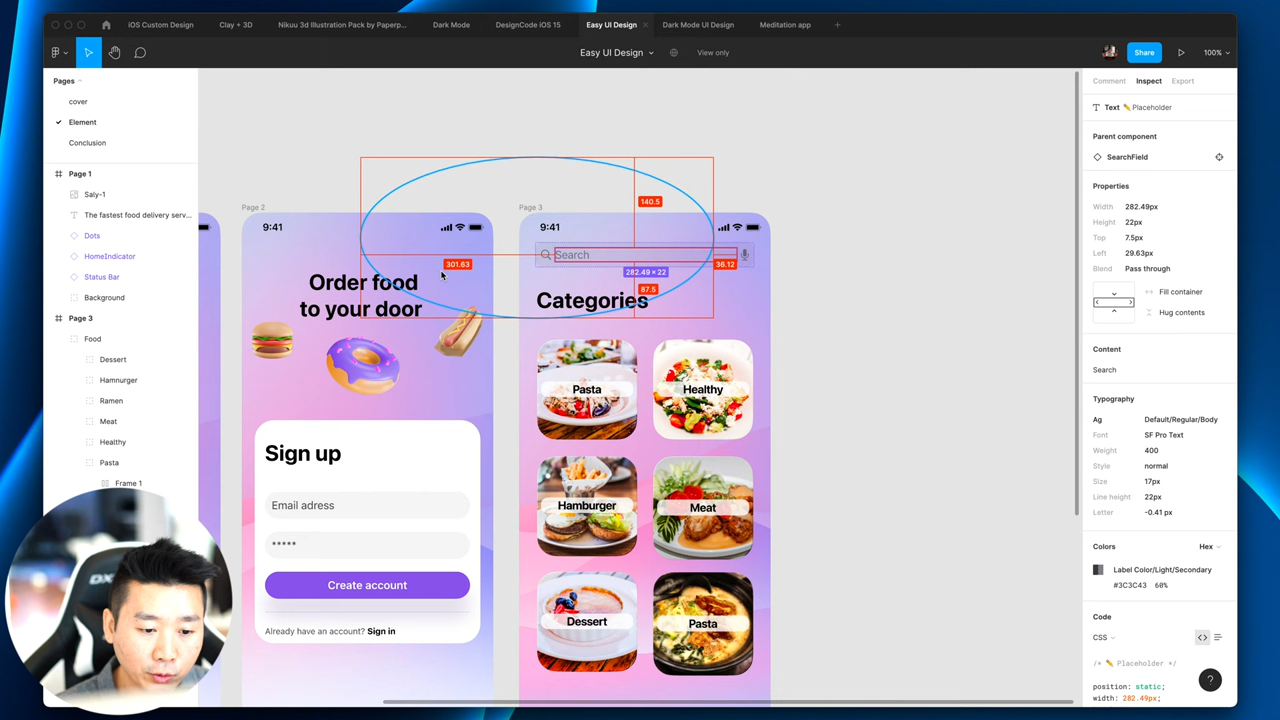 iOS Custom Design
Clay + 3D
Nikuu 3d Illustration Pack by Paperp...
Dark Mode
DesignCode iOS 15
Easy UI Design
Dark Mode UI Design
Meditation app
Easy UI Design
View only
Share
100%
Pages
cover
Element
Conclusion
Page 1
Saly-1
The fastest food delivery serv...
Dots
HomeIndicator
Status Bar
Background
Page 3
Food
Dessert
Hamnurger
Ramen
Meat
Healthy
Pasta
Frame 1
Page 2
9:41
Order food
to your door
Sign up
Email adress
*****
Create account
Already have an account? Sign in
301.63
140.5
36.12
282.49 × 22
87.5
Page 3
9:41
Search
Categories
Pasta
Healthy
Hamburger
Meat
Dessert
Pasta
Comment
Inspect
Export
Text ✏️ Placeholder
Parent component
SearchField
Properties
Width 282.49px
Height 22px
Top 7.5px
Left 29.63px
Blend Pass through
Fill container
Hug contents
Content
Search
Typography
Ag Default/Regular/Body
Font SF Pro Text
Weight 400
Style normal
Size 17px
Line height 22px
Letter -0.41 px
Colors
Hex
Label Color/Light/Secondary
#3C3C43 60%
Code
CSS
/* ✏️ Placeholder */
position: static;
width: 282.49px;
?
DX